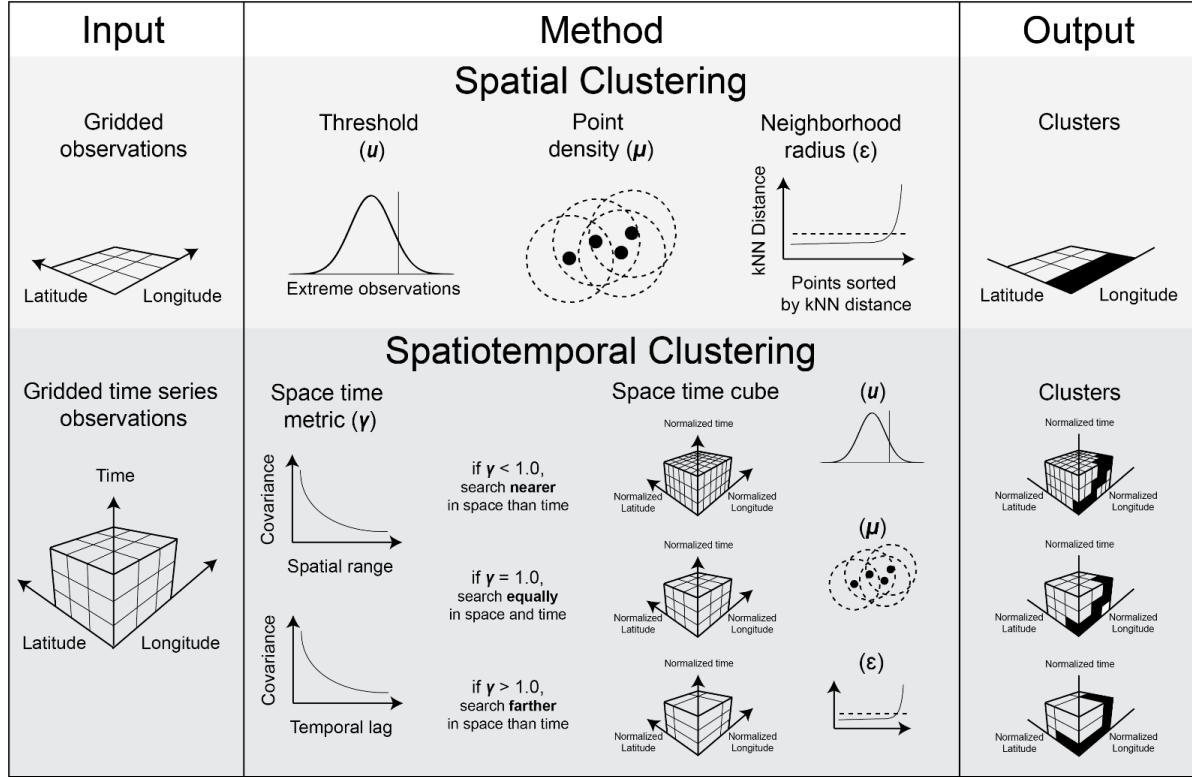 Input
Method
Output
Spatial Clustering
Gridded
observations
Latitude
Longitude
Threshold
(u)
Extreme observations
Point
density (μ)
Neighborhood
radius (ε)
kNN Distance
Points sorted
by kNN distance
Clusters
Latitude
Longitude
Spatiotemporal Clustering
Gridded time series
observations
Time
Latitude
Longitude
Space time
metric (γ)
Covariance
Spatial range
Covariance
Temporal lag
if γ < 1.0,
search nearer
in space than time
if γ = 1.0,
search equally
in space and time
if γ > 1.0,
search farther
in space than time
Space time cube
Normalized time
Normalized
Latitude
Normalized
Longitude
Normalized time
Normalized
Latitude
Normalized
Longitude
Normalized time
Normalized
Latitude
Normalized
Longitude
(u)
(μ)
(ε)
Clusters
Normalized time
Normalized
Latitude
Normalized
Longitude
Normalized time
Normalized
Latitude
Normalized
Longitude
Normalized time
Normalized
Latitude
Normalized
Longitude